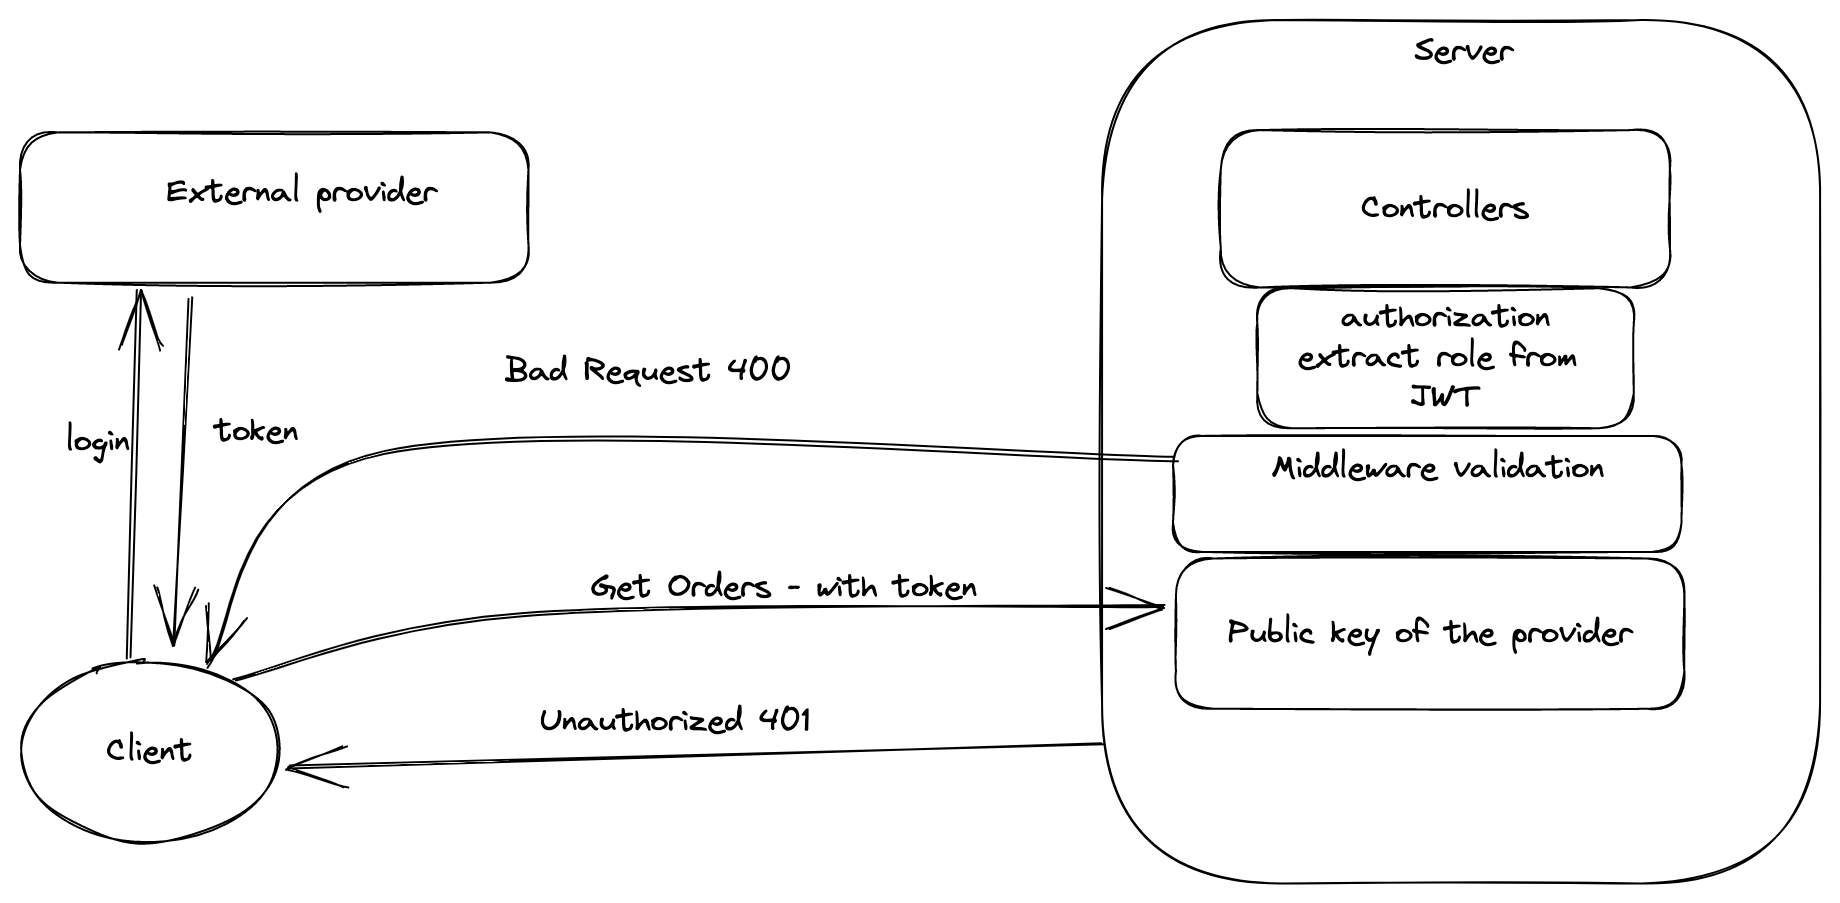 Server
External provider
Controllers
authorization
extract role from
JWT
Bad Request 400
login
token
Middleware validation
Get Orders - with token
Public key of the provider
Unauthorized 401
Client